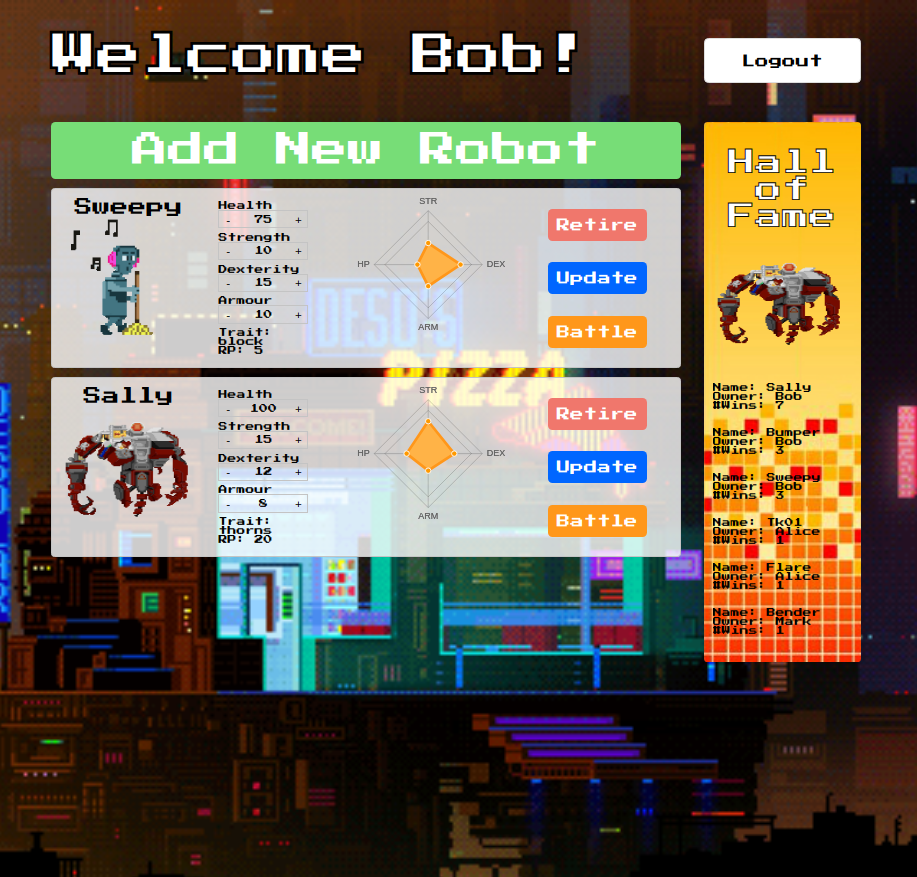 Welcome Bob!
Logout
Add New Robot
Sweepy
Health
- 75 +
Strength
- 10 +
Dexterity
- 15 +
Armour
- 10 +
Trait:
block
RP: 5
STR
HP
DEX
ARM
Retire
Update
Battle
Sally
Health
- 100 +
Strength
- 15 +
Dexterity
- 12 +
Armour
- 8 +
Trait:
thorns
RP: 20
STR
HP
DEX
ARM
Retire
Update
Battle
PIZZA
Hall
of
Fame
Name: Sally
Owner: Bob
#Wins: 7
Name: Bumper
Owner: Bob
#Wins: 3
Name: Sweepy
Owner: Bob
#Wins: 3
Name: Tk01
Owner: Alice
#Wins: 1
Name: Flare
Owner: Alice
#Wins: 1
Name: Bender
Owner: Mark
#Wins: 1